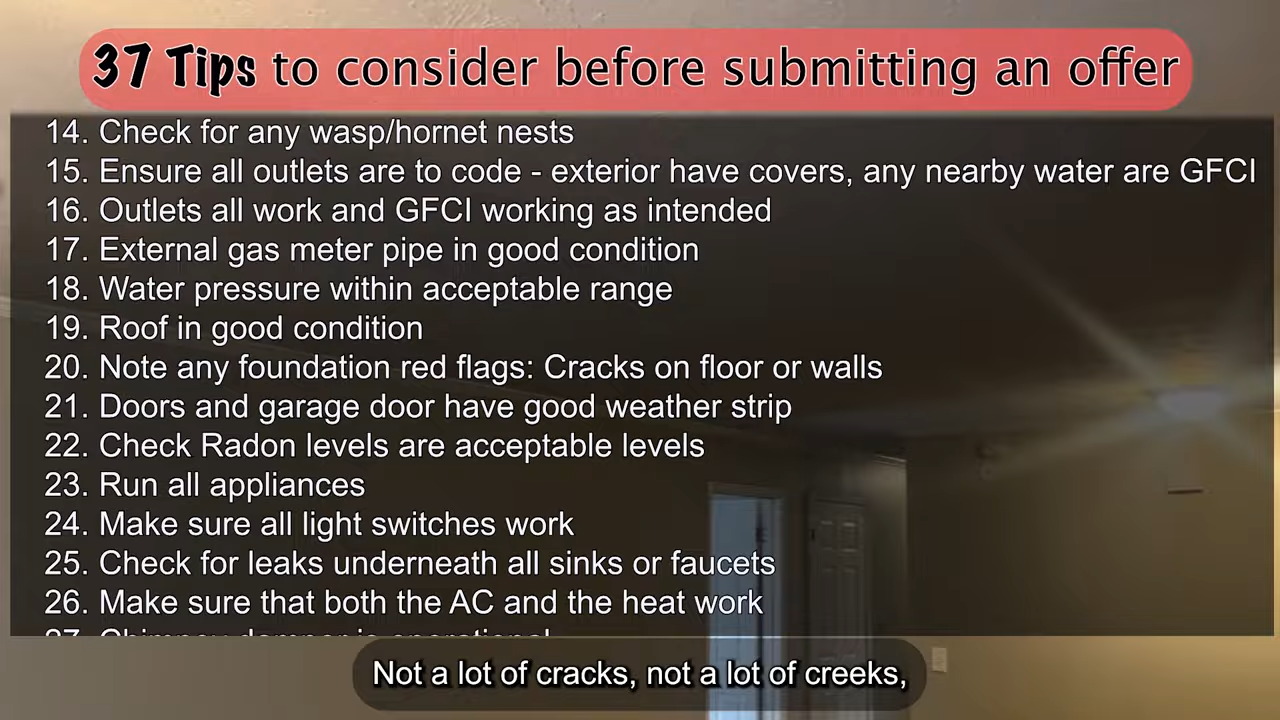 37 Tips to consider before submitting an offer
14. Check for any wasp/hornet nests
15. Ensure all outlets are to code - exterior have covers, any nearby water are GFCI
16. Outlets all work and GFCI working as intended
17. External gas meter pipe in good condition
18. Water pressure within acceptable range
19. Roof in good condition
20. Note any foundation red flags: Cracks on floor or walls
21. Doors and garage door have good weather strip
22. Check Radon levels are acceptable levels
23. Run all appliances
24. Make sure all light switches work
25. Check for leaks underneath all sinks or faucets
26. Make sure that both the AC and the heat work
27. Chimney damper is operational
Not a lot of cracks, not a lot of creeks,